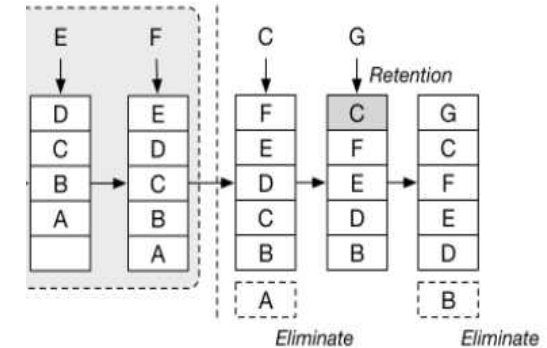 E F C G
Retention
D E F C G
C D E F C
B C D E F
A B C D E
A B B D
A B
Eliminate Eliminate